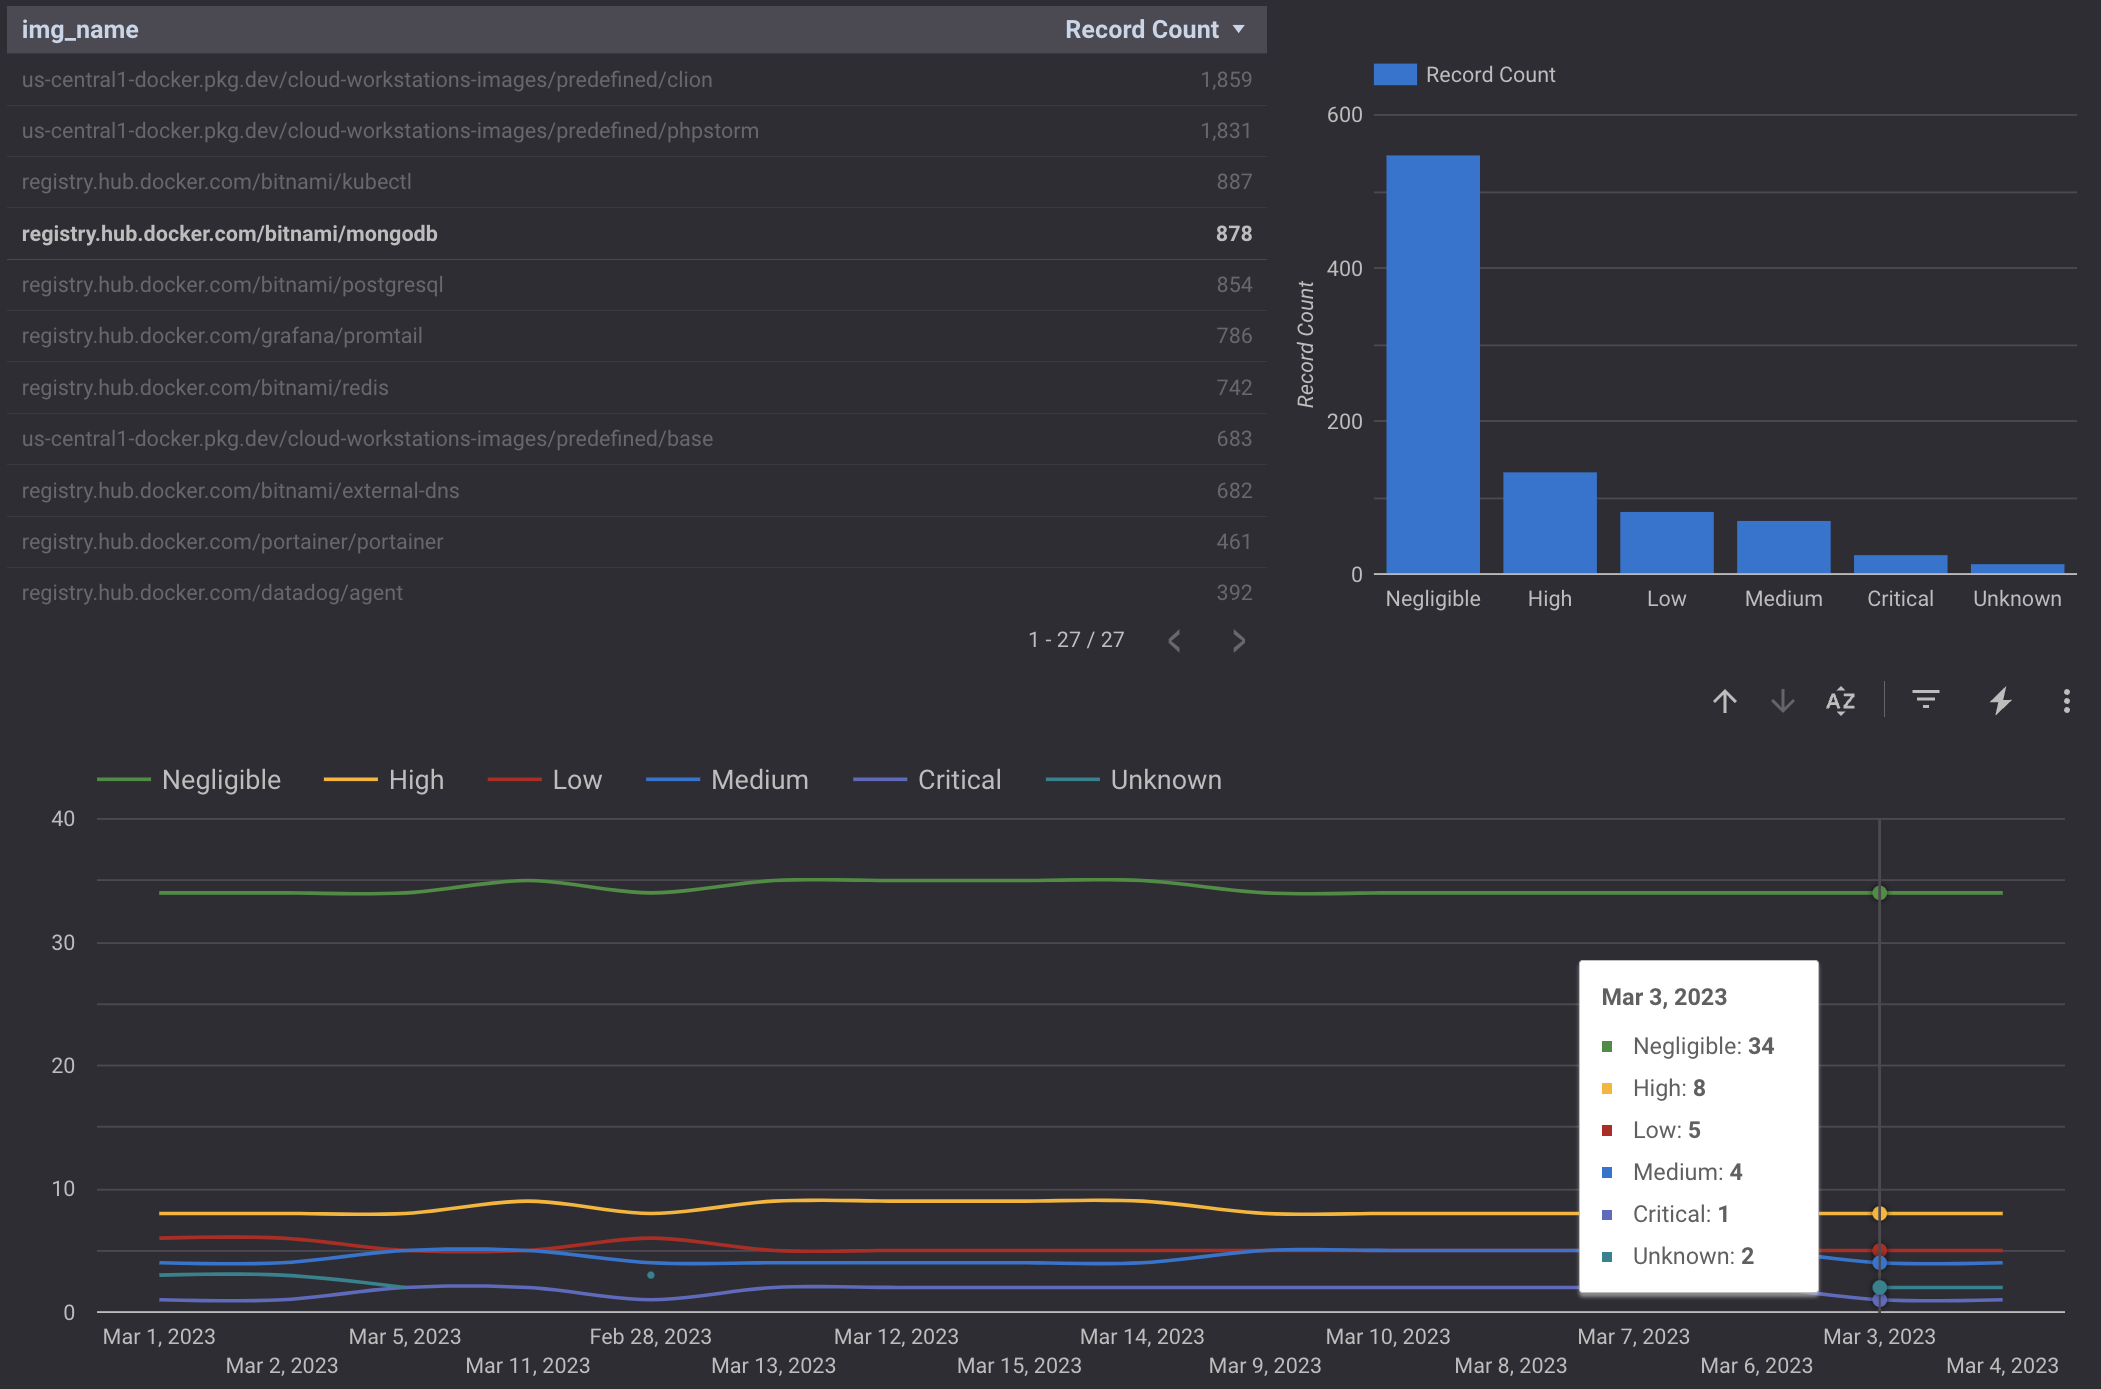 img_name Record Count
us-central1-docker.pkg.dev/cloud-workstations-images/predefined/clion 1,859
us-central1-docker.pkg.dev/cloud-workstations-images/predefined/phpstorm 1,831
registry.hub.docker.com/bitnami/kubectl 887
registry.hub.docker.com/bitnami/mongodb 878
registry.hub.docker.com/bitnami/postgresql 854
registry.hub.docker.com/grafana/promtail 786
registry.hub.docker.com/bitnami/redis 742
us-central1-docker.pkg.dev/cloud-workstations-images/predefined/base 683
registry.hub.docker.com/bitnami/external-dns 682
registry.hub.docker.com/portainer/portainer 461
registry.hub.docker.com/datadog/agent 392
1 - 27 / 27
Record Count
600
400
200
0
Record Count
Negligible High Low Medium Critical Unknown
AZ
Negligible High Low Medium Critical Unknown
40
30
20
10
0
Mar 3, 2023
Negligible: 34
High: 8
Low: 5
Medium: 4
Critical: 1
Unknown: 2
Mar 1, 2023 Mar 5, 2023 Feb 28, 2023 Mar 12, 2023 Mar 14, 2023 Mar 10, 2023 Mar 7, 2023 Mar 3, 2023
Mar 2, 2023 Mar 11, 2023 Mar 13, 2023 Mar 15, 2023 Mar 9, 2023 Mar 8, 2023 Mar 6, 2023 Mar 4, 2023